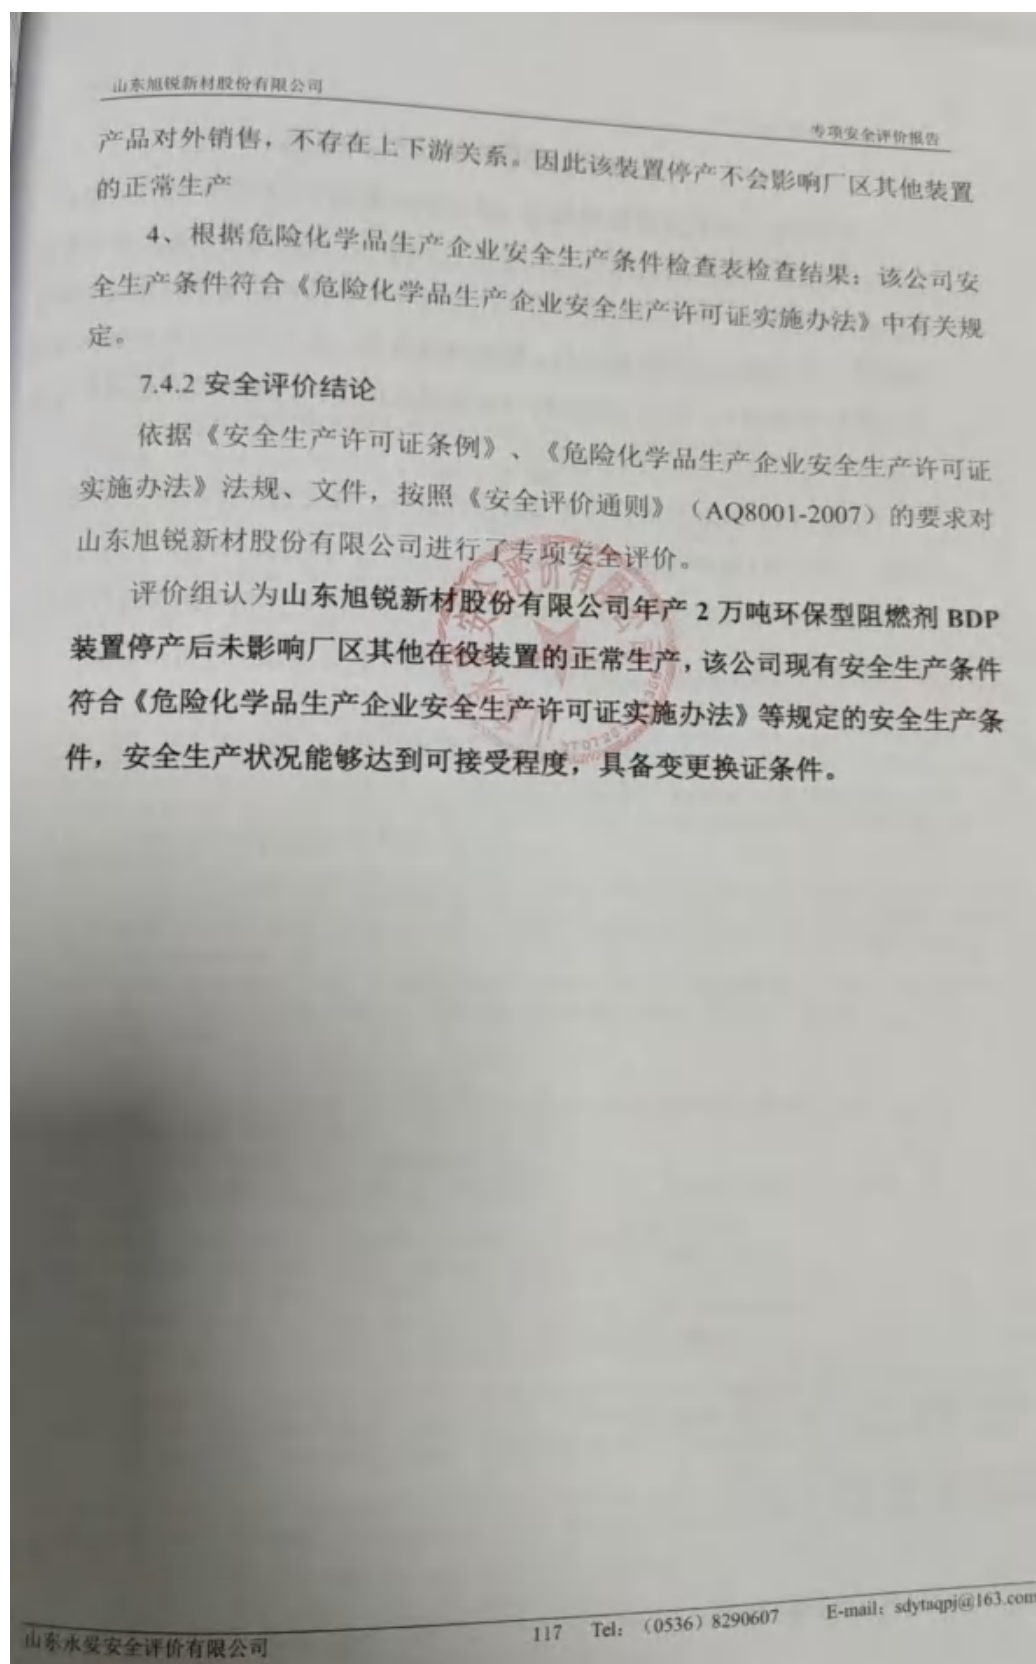 山东旭锐新材股份有限公司
专项安全评价报告
产品对外销售，不存在上下游关系。因此该装置停产不会影响厂区其他装置
的正常生产
4、根据危险化学品生产企业安全生产条件检查表检查结果：该公司安
全生产条件符合《危险化学品生产企业安全生产许可证实施办法》中有关规
定。
7.4.2 安全评价结论
依据《安全生产许可证条例》、《危险化学品生产企业安全生产许可证
实施办法》法规、文件，按照《安全评价通则》（AQ8001-2007）的要求对
山东旭锐新材股份有限公司进行了专项安全评价。
评价组认为山东旭锐新材股份有限公司年产 2 万吨环保型阻燃剂 BDP
装置停产后未影响厂区其他在役装置的正常生产，该公司现有安全生产条件
符合《危险化学品生产企业安全生产许可证实施办法》等规定的安全生产条
件，安全生产状况能够达到可接受程度，具备变更换证条件。
安全评价有限公司
山东永安全评价有限公司
117 Tel：（0536）8290607 E-mail：sdytaqpj@163.com